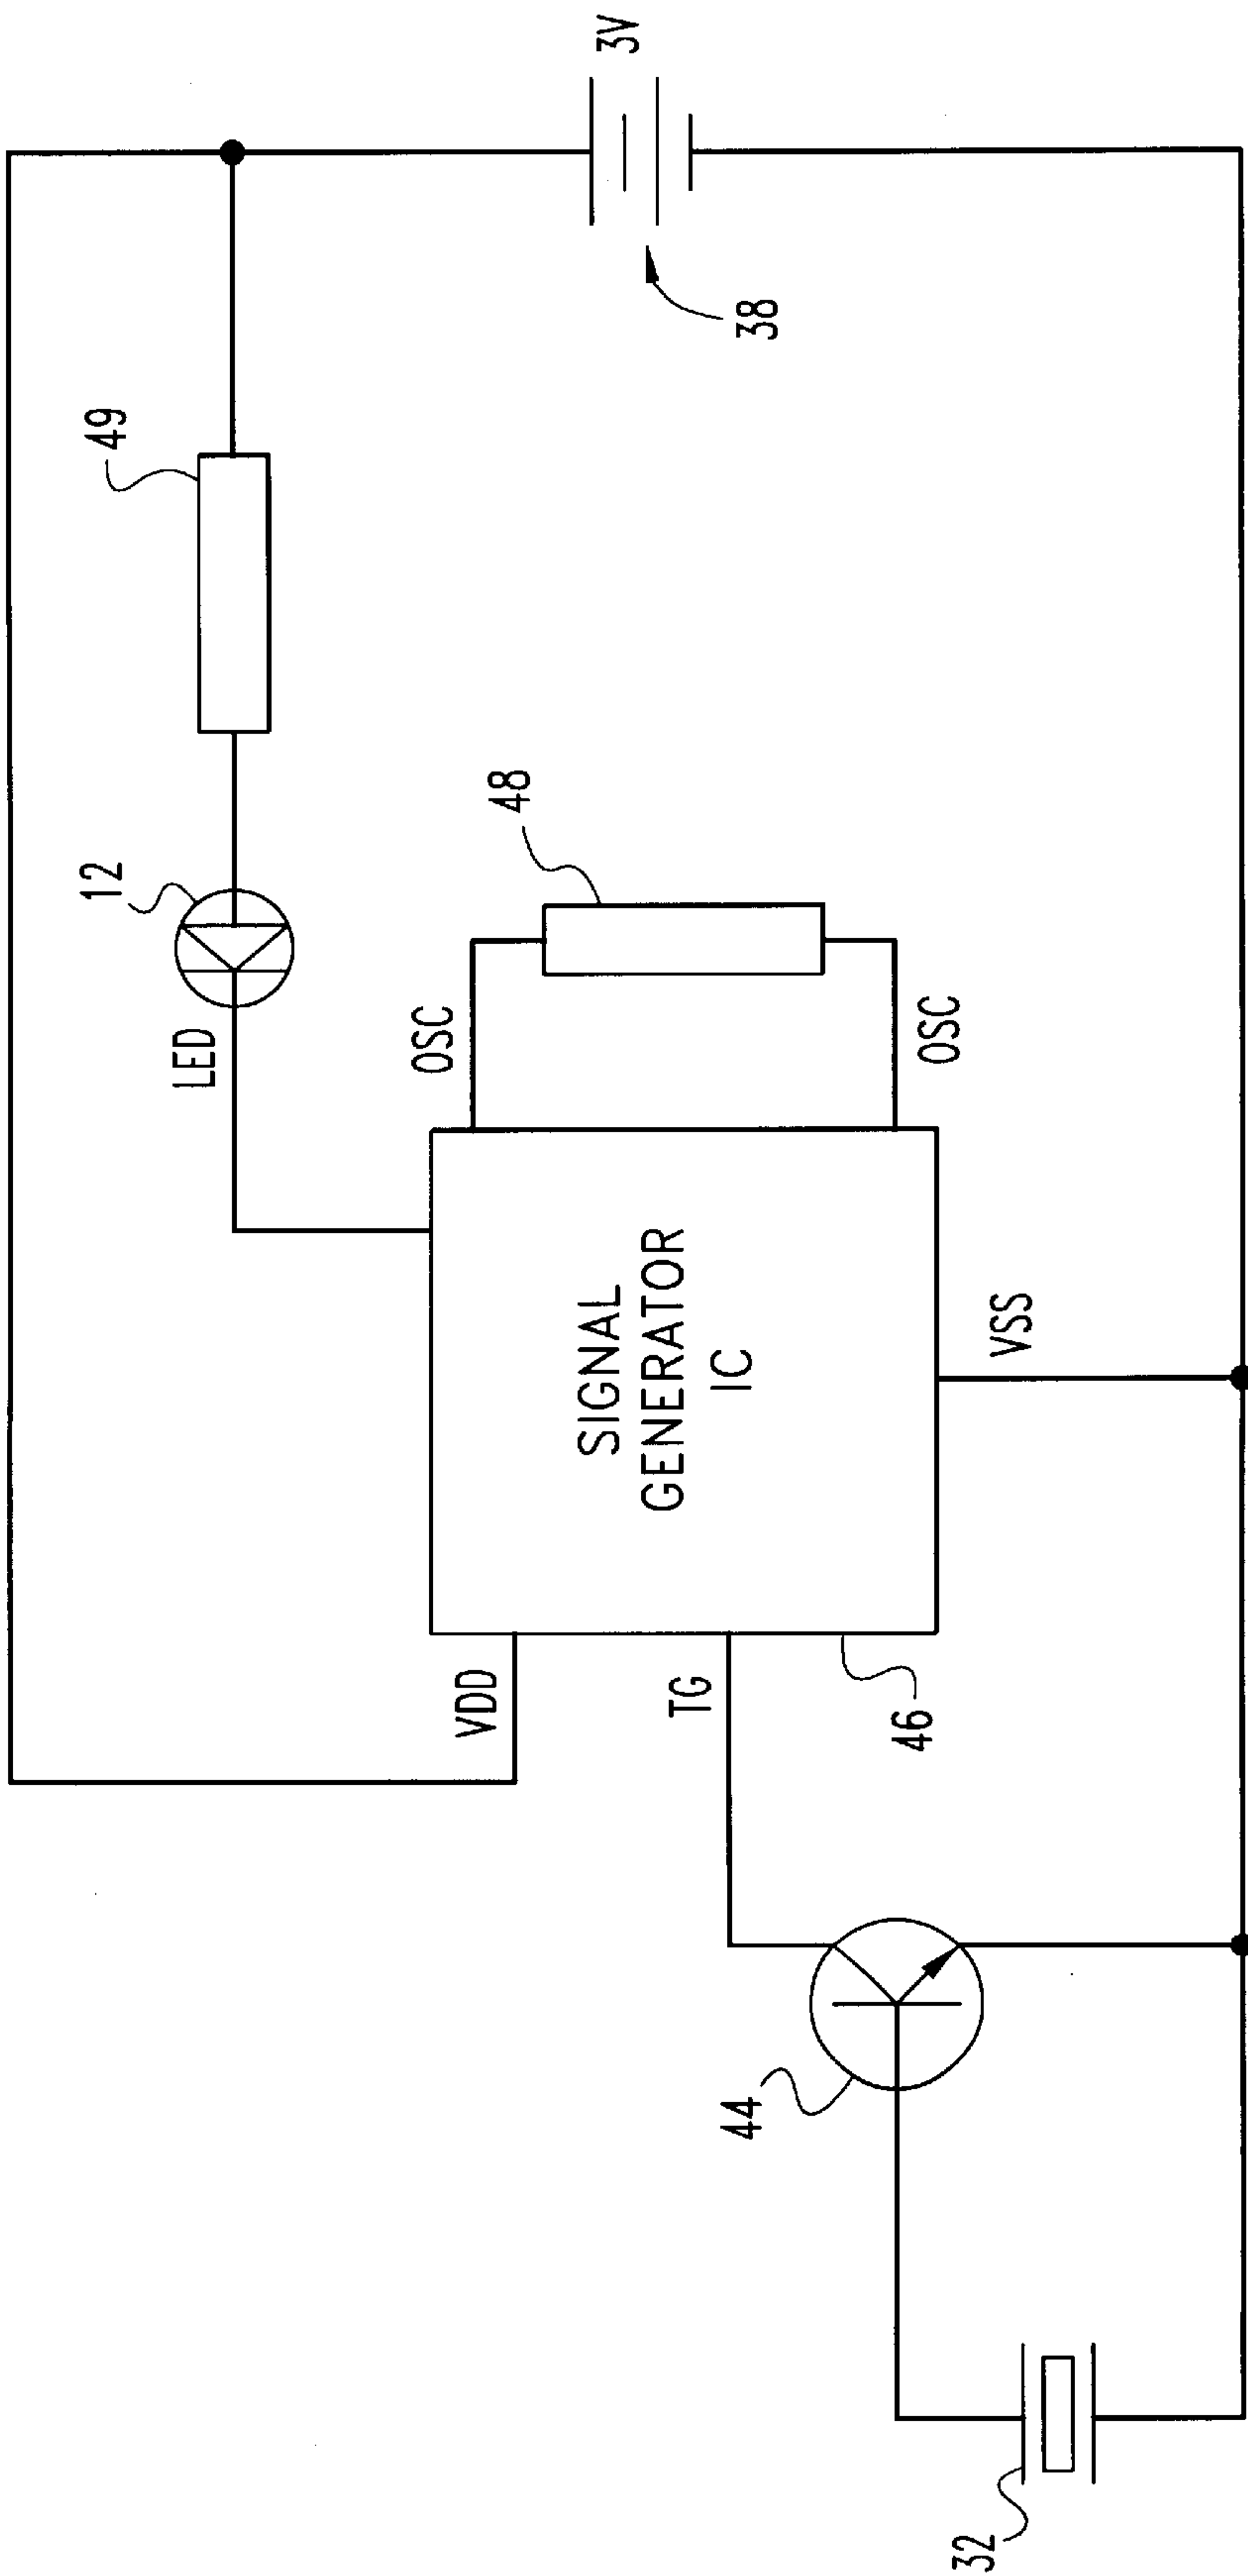 12
49
LED
OSC
VDD
48
SIGNAL
3V
GENERATOR
TG
IC
44
38
46
OSC
32
VSS